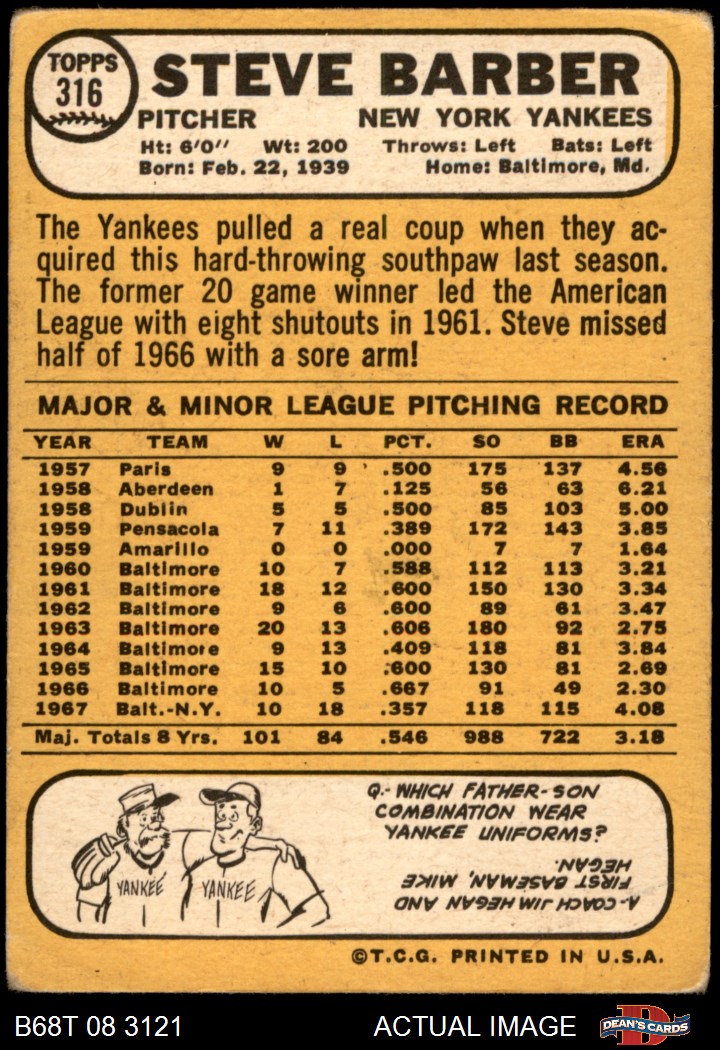 TOPPS
316
STEVE BARBER
PITCHER NEW YORK YANKEES
Ht: 6'0" Wt: 200 Throws: Left Bats: Left
Born: Feb. 22, 1939 Home: Baltimore, Md.
The Yankees pulled a real coup when they ac-
quired this hard-throwing southpaw last season.
The former 20 game winner led the American
League with eight shutouts in 1961. Steve missed
half of 1966 with a sore arm!
MAJOR & MINOR LEAGUE PITCHING RECORD
YEAR TEAM W L PCT. SO BB ERA
1957 Paris 9 9 .500 175 137 4.56
1958 Aberdeen 1 7 .125 56 63 6.21
1958 Dublin 5 5 .500 85 103 5.00
1959 Pensacola 7 11 .389 172 143 3.85
1959 Amarillo 0 0 .000 7 7 1.64
1960 Baltimore 10 7 .588 112 113 3.21
1961 Baltimore 18 12 .600 150 130 3.34
1962 Baltimore 9 6 .600 89 61 3.47
1963 Baltimore 20 13 .606 180 92 2.75
1964 Baltimore 9 13 .409 118 81 3.84
1965 Baltimore 15 10 .600 130 81 2.69
1966 Baltimore 10 5 .667 91 49 2.30
1967 Balt.-N.Y. 10 18 .357 118 115 4.08
Maj. Totals 8 Yrs. 101 84 .546 988 722 3.18
Q.- WHICH FATHER-SON
COMBINATION WEAR
YANKEE UNIFORMS?
A.- COACH JIM HEGAN AND
FIRST BASEMAN, MIKE
HEGAN.
YANKEE YANKEE
©T.C.G. PRINTED IN U.S.A.
B68T 08 3121 ACTUAL IMAGE
D
DEAN'S CARDS